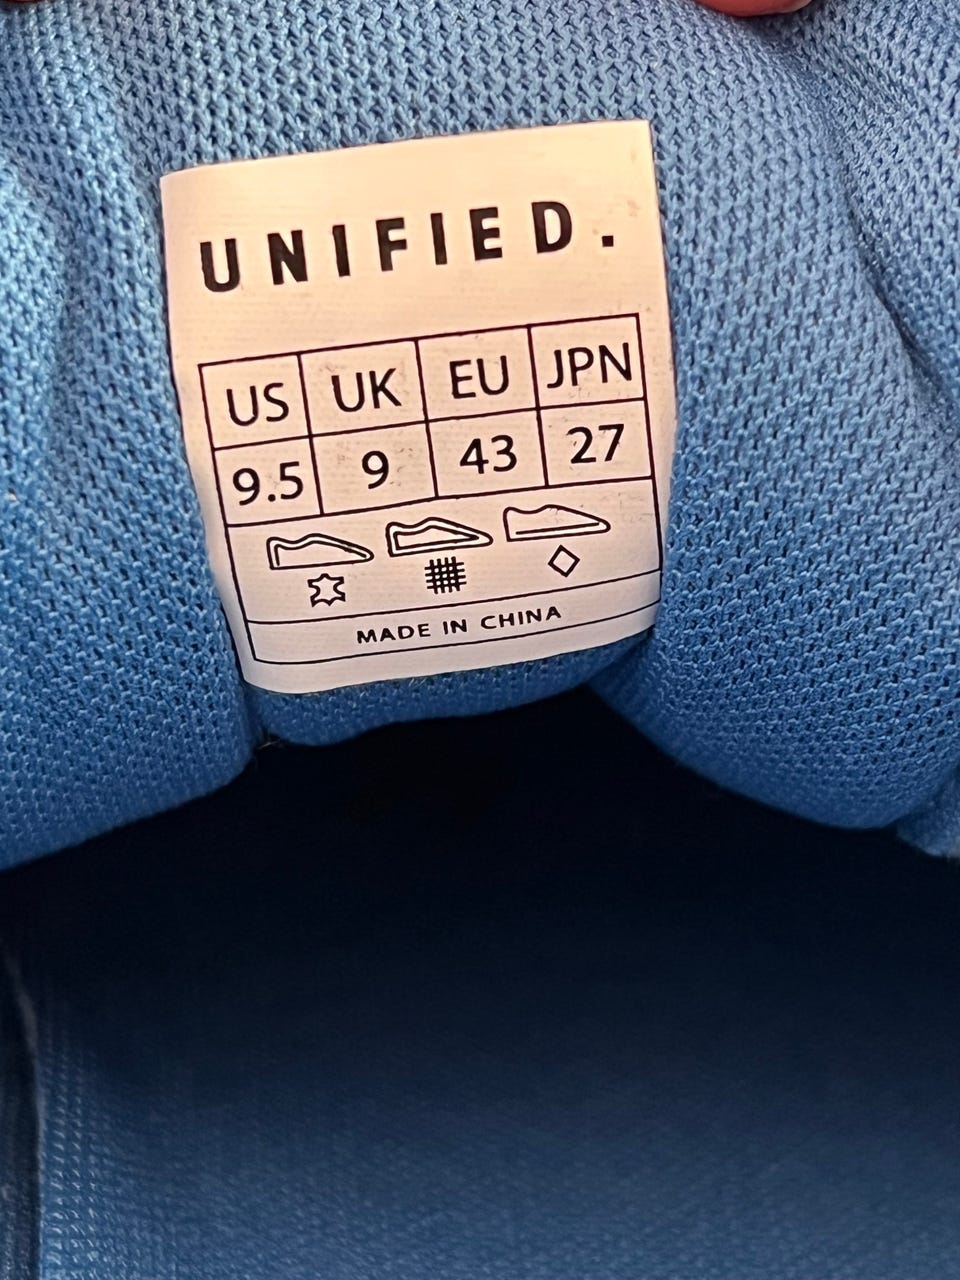 UNIFIED.
US UK EU JPN
9.5 9 43 27
MADE IN CHINA